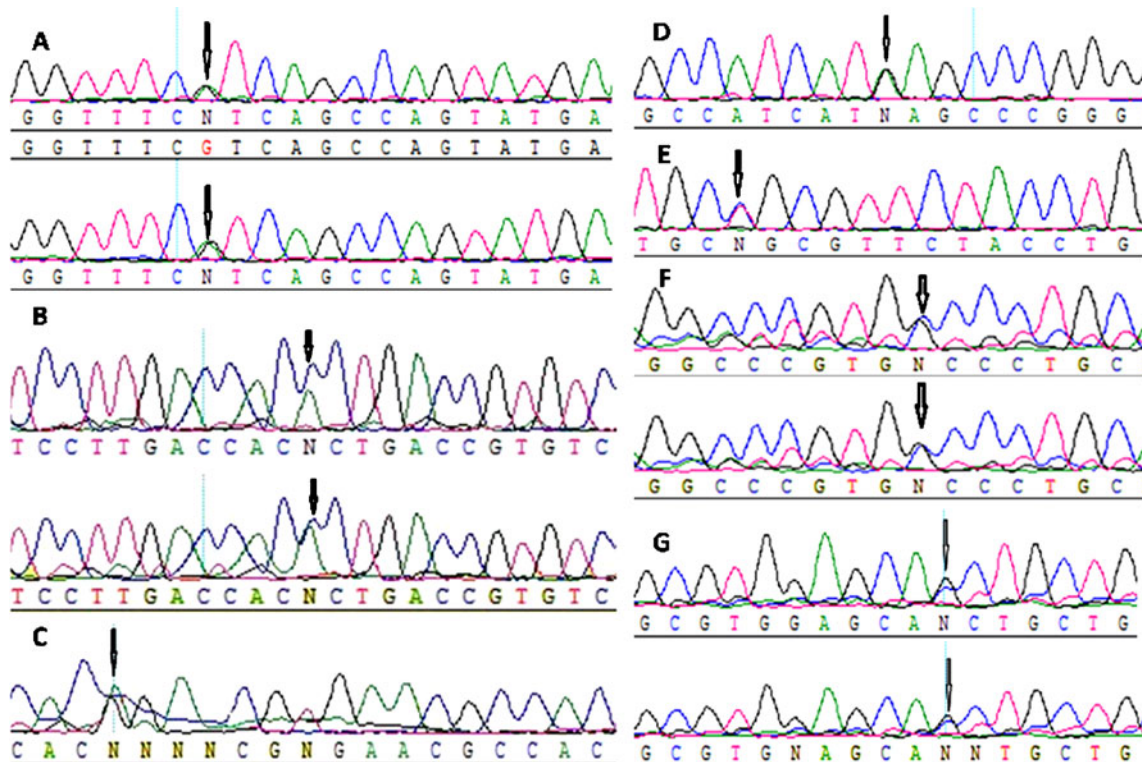 A
G G T T T C N T C A G C C A G T A T G A
G G T T T C G T C A G C C A G T A T G A
G G T T T C N T C A G C C A G T A T G A
B
T C C T T G A C C A C N C T G A C C G T G T C
T C C T T G A C C A C N C T G A C C G T G T C
C
C A C N N N N C G N G A A C G C C A C
D
G C C A T C A T N A G C C C G G G
E
T G C N G C G T T C T A C C T G
F
G G C C C G T G N C C C T G C
G G C C C G T G N C C C T G C
G
G C G T G G A G C A N C T G C T G
G C G T G N A G C A N N T G C T G